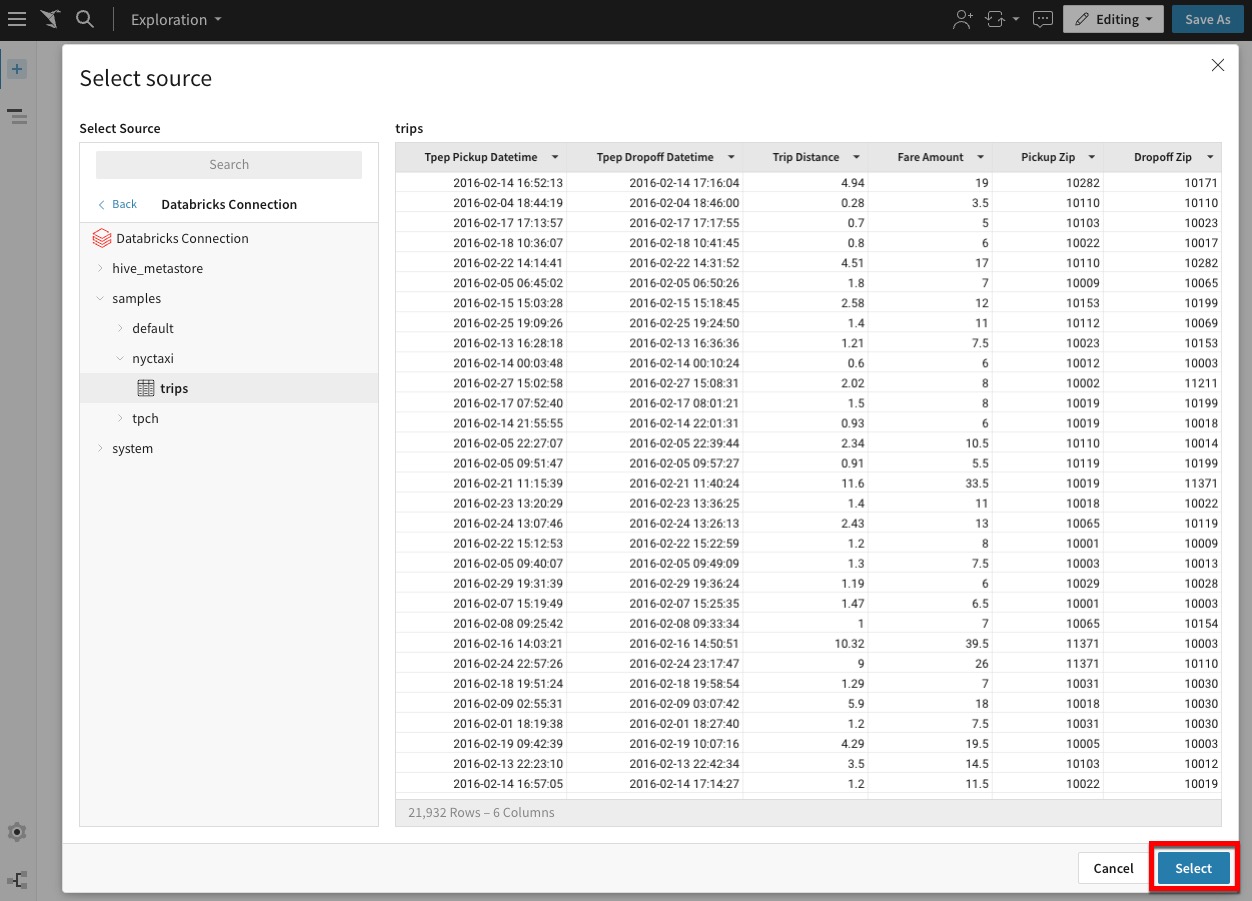 Exploration
Editing
Save As
Select source
Select Source
Search
Back
Databricks Connection
Databricks Connection
hive_metastore
samples
default
nyctaxi
trips
tpch
system
trips
Tpep Pickup Datetime Tpep Dropoff Datetime Trip Distance Fare Amount Pickup Zip Dropoff Zip
2016-02-14 16:52:13 2016-02-14 17:16:04 4.94 19 10282 10171
2016-02-04 18:44:19 2016-02-04 18:46:00 0.28 3.5 10110 10110
2016-02-17 17:13:57 2016-02-17 17:17:55 0.7 5 10103 10023
2016-02-18 10:36:07 2016-02-18 10:41:45 0.8 6 10022 10017
2016-02-22 14:14:41 2016-02-22 14:31:52 4.51 17 10110 10282
2016-02-05 06:45:02 2016-02-05 06:50:26 1.8 7 10009 10065
2016-02-15 15:03:28 2016-02-15 15:18:45 2.58 12 10153 10199
2016-02-25 19:09:26 2016-02-25 19:24:50 1.4 11 10112 10069
2016-02-13 16:28:18 2016-02-13 16:36:36 1.21 7.5 10023 10153
2016-02-14 00:03:48 2016-02-14 00:10:24 0.6 6 10012 10003
2016-02-27 15:02:58 2016-02-27 15:08:31 2.02 8 10002 11211
2016-02-17 07:52:40 2016-02-17 08:01:21 1.5 8 10019 10199
2016-02-14 21:55:55 2016-02-14 22:01:31 0.93 6 10019 10018
2016-02-05 22:27:07 2016-02-05 22:39:44 2.34 10.5 10110 10014
2016-02-05 09:51:47 2016-02-05 09:57:27 0.91 5.5 10119 10199
2016-02-21 11:15:39 2016-02-21 11:40:24 11.6 33.5 10019 11371
2016-02-23 13:20:29 2016-02-23 13:36:25 1.4 11 10018 10022
2016-02-24 13:07:46 2016-02-24 13:26:13 2.43 13 10065 10119
2016-02-22 15:12:53 2016-02-22 15:22:59 1.2 8 10001 10009
2016-02-05 09:40:07 2016-02-05 09:49:09 1.3 7.5 10003 10013
2016-02-29 19:31:39 2016-02-29 19:36:24 1.19 6 10029 10028
2016-02-07 15:19:49 2016-02-07 15:25:35 1.47 6.5 10001 10003
2016-02-08 09:25:42 2016-02-08 09:33:34 1 7 10065 10154
2016-02-16 14:03:21 2016-02-16 14:50:51 10.32 39.5 11371 10003
2016-02-24 22:57:26 2016-02-24 23:17:47 9 26 11371 10110
2016-02-18 19:51:24 2016-02-18 19:58:54 1.29 7 10031 10030
2016-02-09 02:55:31 2016-02-09 03:07:42 5.9 18 10018 10030
2016-02-01 18:19:38 2016-02-01 18:27:40 1.2 7.5 10031 10030
2016-02-19 09:42:39 2016-02-19 10:07:16 4.29 19.5 10005 10003
2016-02-13 22:23:10 2016-02-13 22:42:34 3.5 14.5 10103 10012
2016-02-14 16:57:05 2016-02-14 17:14:27 1.2 11.5 10022 10019
21,932 Rows – 6 Columns
Cancel
Select